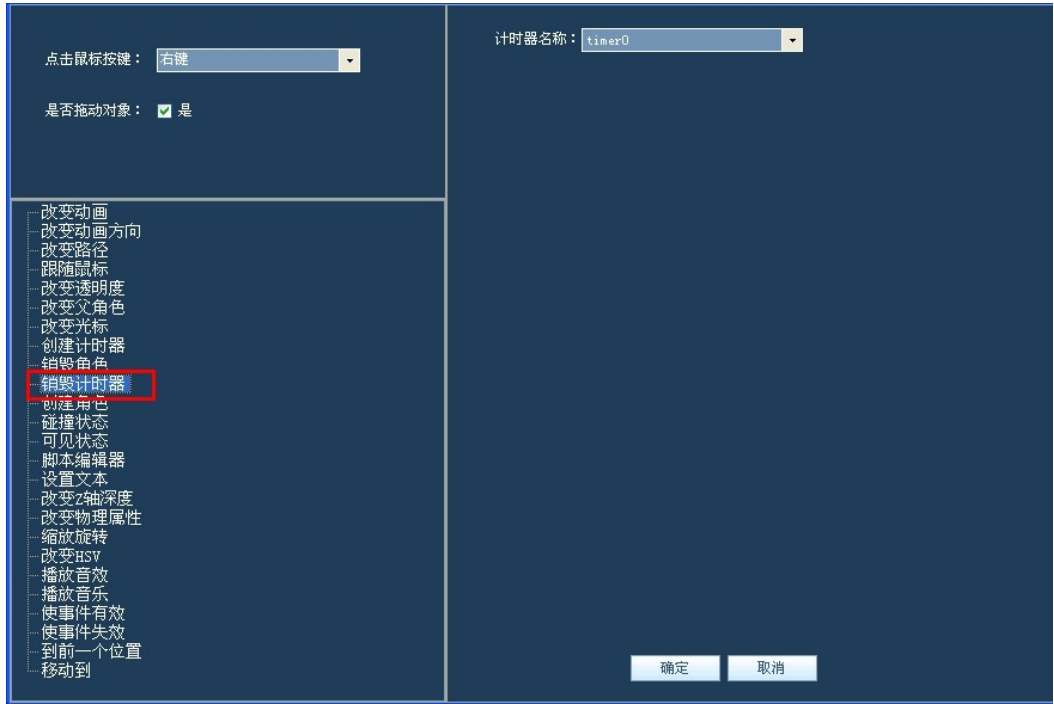 点击鼠标按键： 右键
是否拖动对象： 是
计时器名称： timer0
改变动画
改变动画方向
改变路径
跟随鼠标
改变透明度
改变父角色
改变光标
创建计时器
销毁角色
销毁计时器
创建角色
碰撞状态
可见状态
脚本编辑器
设置文本
改变z轴深度
改变物理属性
缩放旋转
改变HSV
播放音效
播放音乐
使事件有效
使事件失效
到前一个位置
移动到
确定 取消